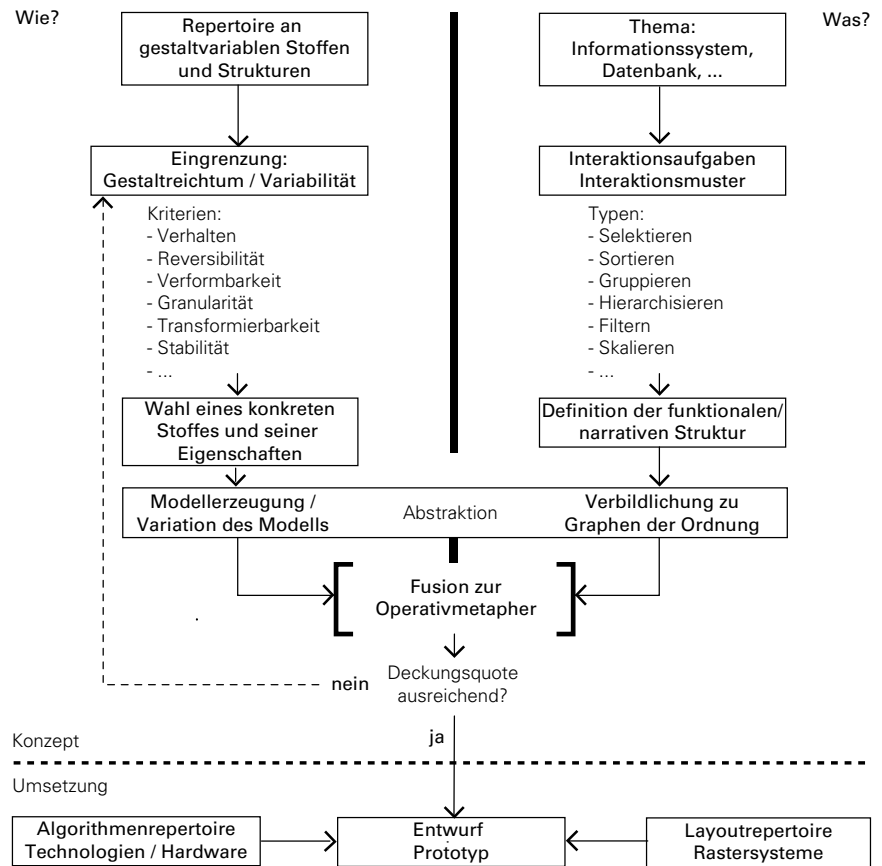 Wie?
Repertoire an
gestaltvariablen Stoffen
und Strukturen
Eingrenzung:
Gestaltreichtum / Variabilität
Kriterien:
- Verhalten
- Reversibilität
- Verformbarkeit
- Granularität
- Transformierbarkeit
- Stabilität
- ...
Wahl eines konkreten
Stoffes und seiner
Eigenschaften
Modellerzeugung /
Variation des Modells
Was?
Thema:
Informationssystem,
Datenbank, ...
Interaktionsaufgaben
Interaktionsmuster
Typen:
- Selektieren
- Sortieren
- Gruppieren
- Hierarchisieren
- Filtern
- Skalieren
- ...
Definition der funktionalen/
narrativen Struktur
Abstraktion
Verbildlichung zu
Graphen der Ordnung
Fusion zur
Operativmetapher
Deckungsquote
ausreichend?
nein
ja
Konzept
Umsetzung
Algorithmenrepertoire
Technologien / Hardware
Entwurf
Prototyp
Layoutrepertoire
Rastersysteme